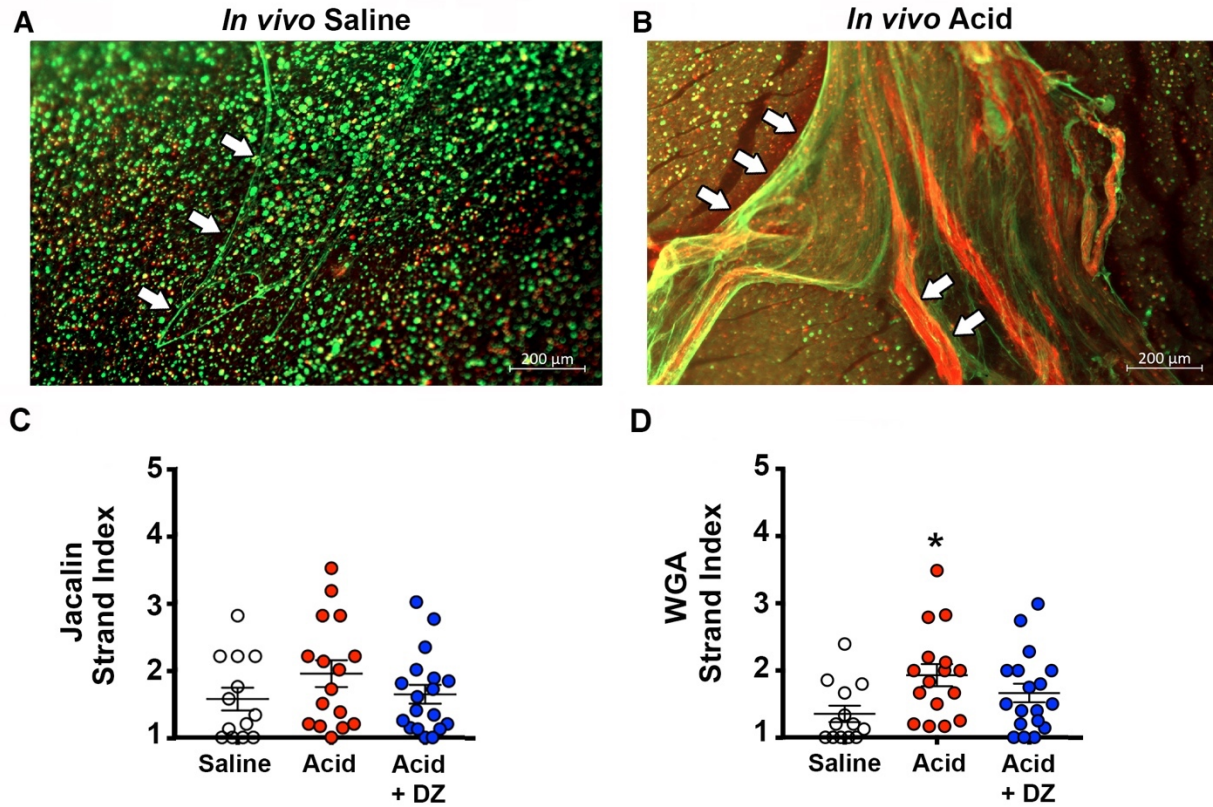 A
In vivo Saline
200 µm
B
In vivo Acid
200 µm
C
Jacalin
Strand Index
5
4
3
2
1
Saline
Acid
Acid
+ DZ
D
WGA
Strand Index
5
4
3
2
1
*
Saline
Acid
Acid
+ DZ